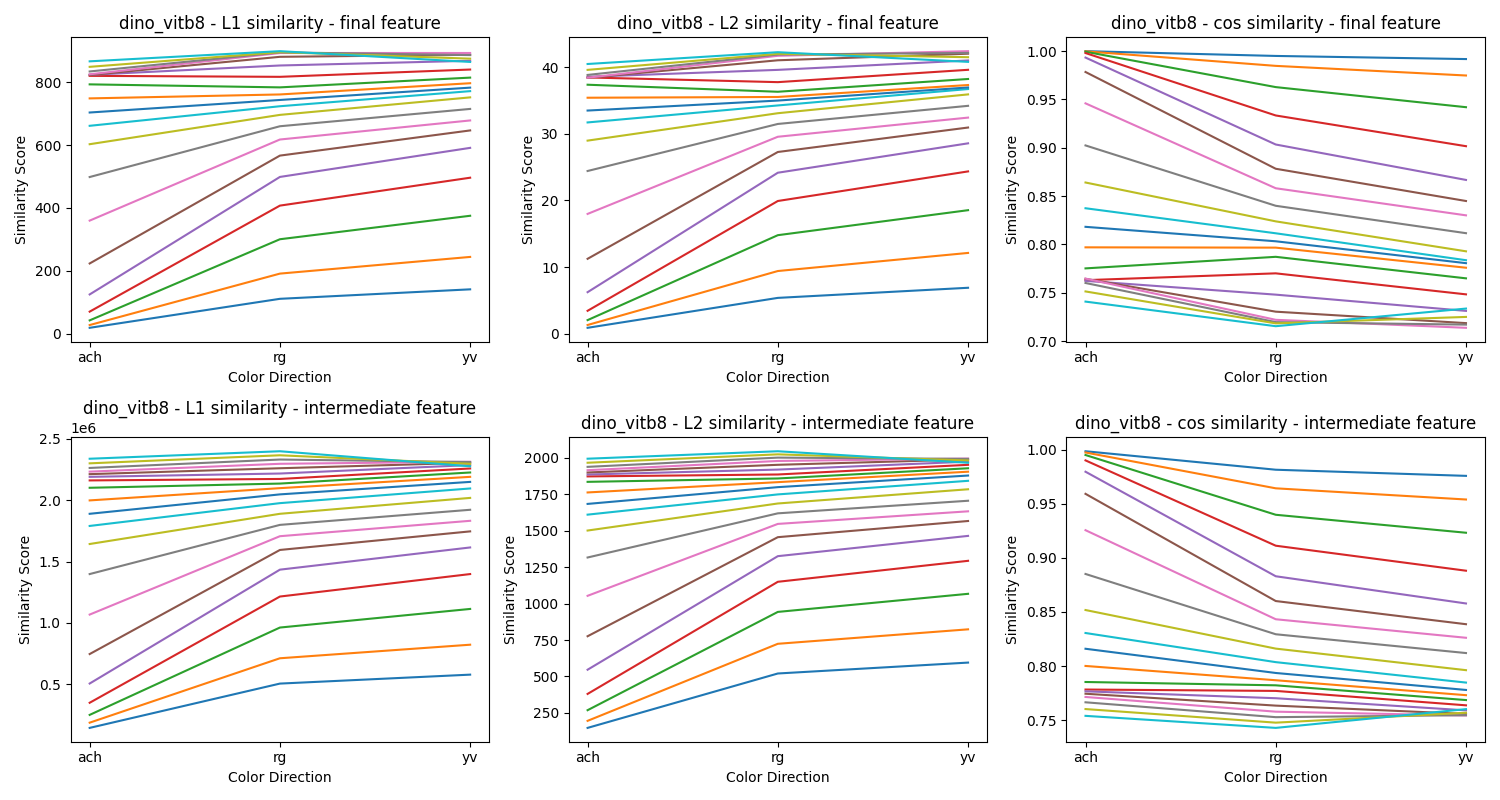 dino_vitb8 - L1 similarity - final feature
Similarity Score
800
600
400
200
0
ach
rg
yv
Color Direction
dino_vitb8 - L2 similarity - final feature
Similarity Score
40
30
20
10
0
ach
rg
yv
Color Direction
dino_vitb8 - cos similarity - final feature
Similarity Score
1.00
0.95
0.90
0.85
0.80
0.75
0.70
ach
rg
yv
Color Direction
dino_vitb8 - L1 similarity - intermediate feature
1e6
Similarity Score
2.5
2.0
1.5
1.0
0.5
ach
rg
yv
Color Direction
dino_vitb8 - L2 similarity - intermediate feature
Similarity Score
2000
1750
1500
1250
1000
750
500
250
ach
rg
yv
Color Direction
dino_vitb8 - cos similarity - intermediate feature
Similarity Score
1.00
0.95
0.90
0.85
0.80
0.75
ach
rg
yv
Color Direction